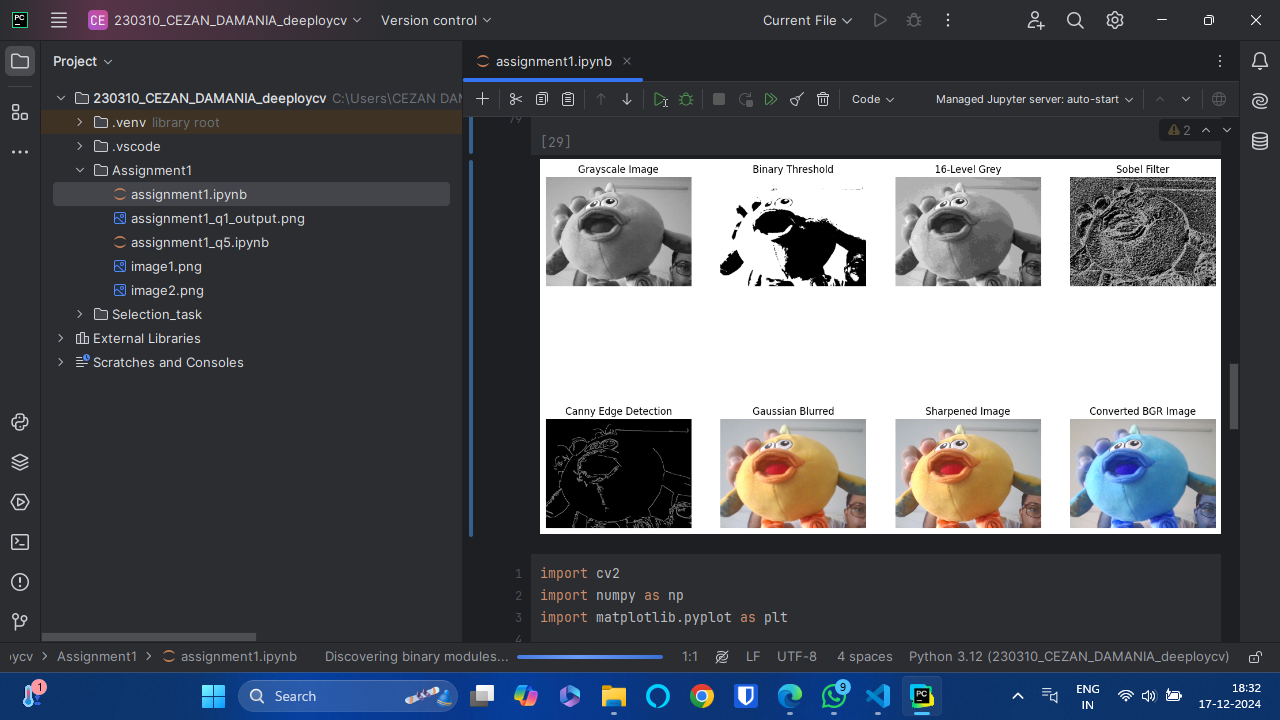 PC
CE 230310_CEZAN_DAMANIA_deeploycv
Version control
Current File
Project
assignment1.ipynb
230310_CEZAN_DAMANIA_deeploycv C:\Users\CEZAN DAM
.venv library root
.vscode
Assignment1
assignment1.ipynb
assignment1_q1_output.png
assignment1_q5.ipynb
image1.png
image2.png
Selection_task
External Libraries
Scratches and Consoles
Code
Managed Jupyter server: auto-start
79
2
[29]
Grayscale Image
Binary Threshold
16-Level Grey
Sobel Filter
Canny Edge Detection
Gaussian Blurred
Sharpened Image
Converted BGR Image
1 import cv2
2 import numpy as np
3 import matplotlib.pyplot as plt
4
oycv > Assignment1 > assignment1.ipynb
Discovering binary modules...
1:1
LF
UTF-8
4 spaces
Python 3.12 (230310_CEZAN_DAMANIA_deeploycv)
1
Search
9
PC
ENG
IN
18:32
17-12-2024